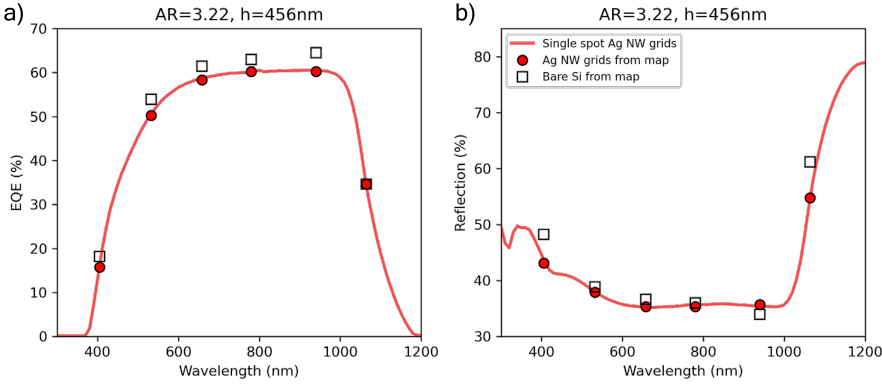 a)
AR=3.22, h=456nm
EQE (%)
70
60
50
40
30
20
10
0
400
600
800
1000
1200
Wavelength (nm)
b)
AR=3.22, h=456nm
Single spot Ag NW grids
Ag NW grids from map
Bare Si from map
Reflection (%)
80
70
60
50
40
30
400
600
800
1000
1200
Wavelength (nm)